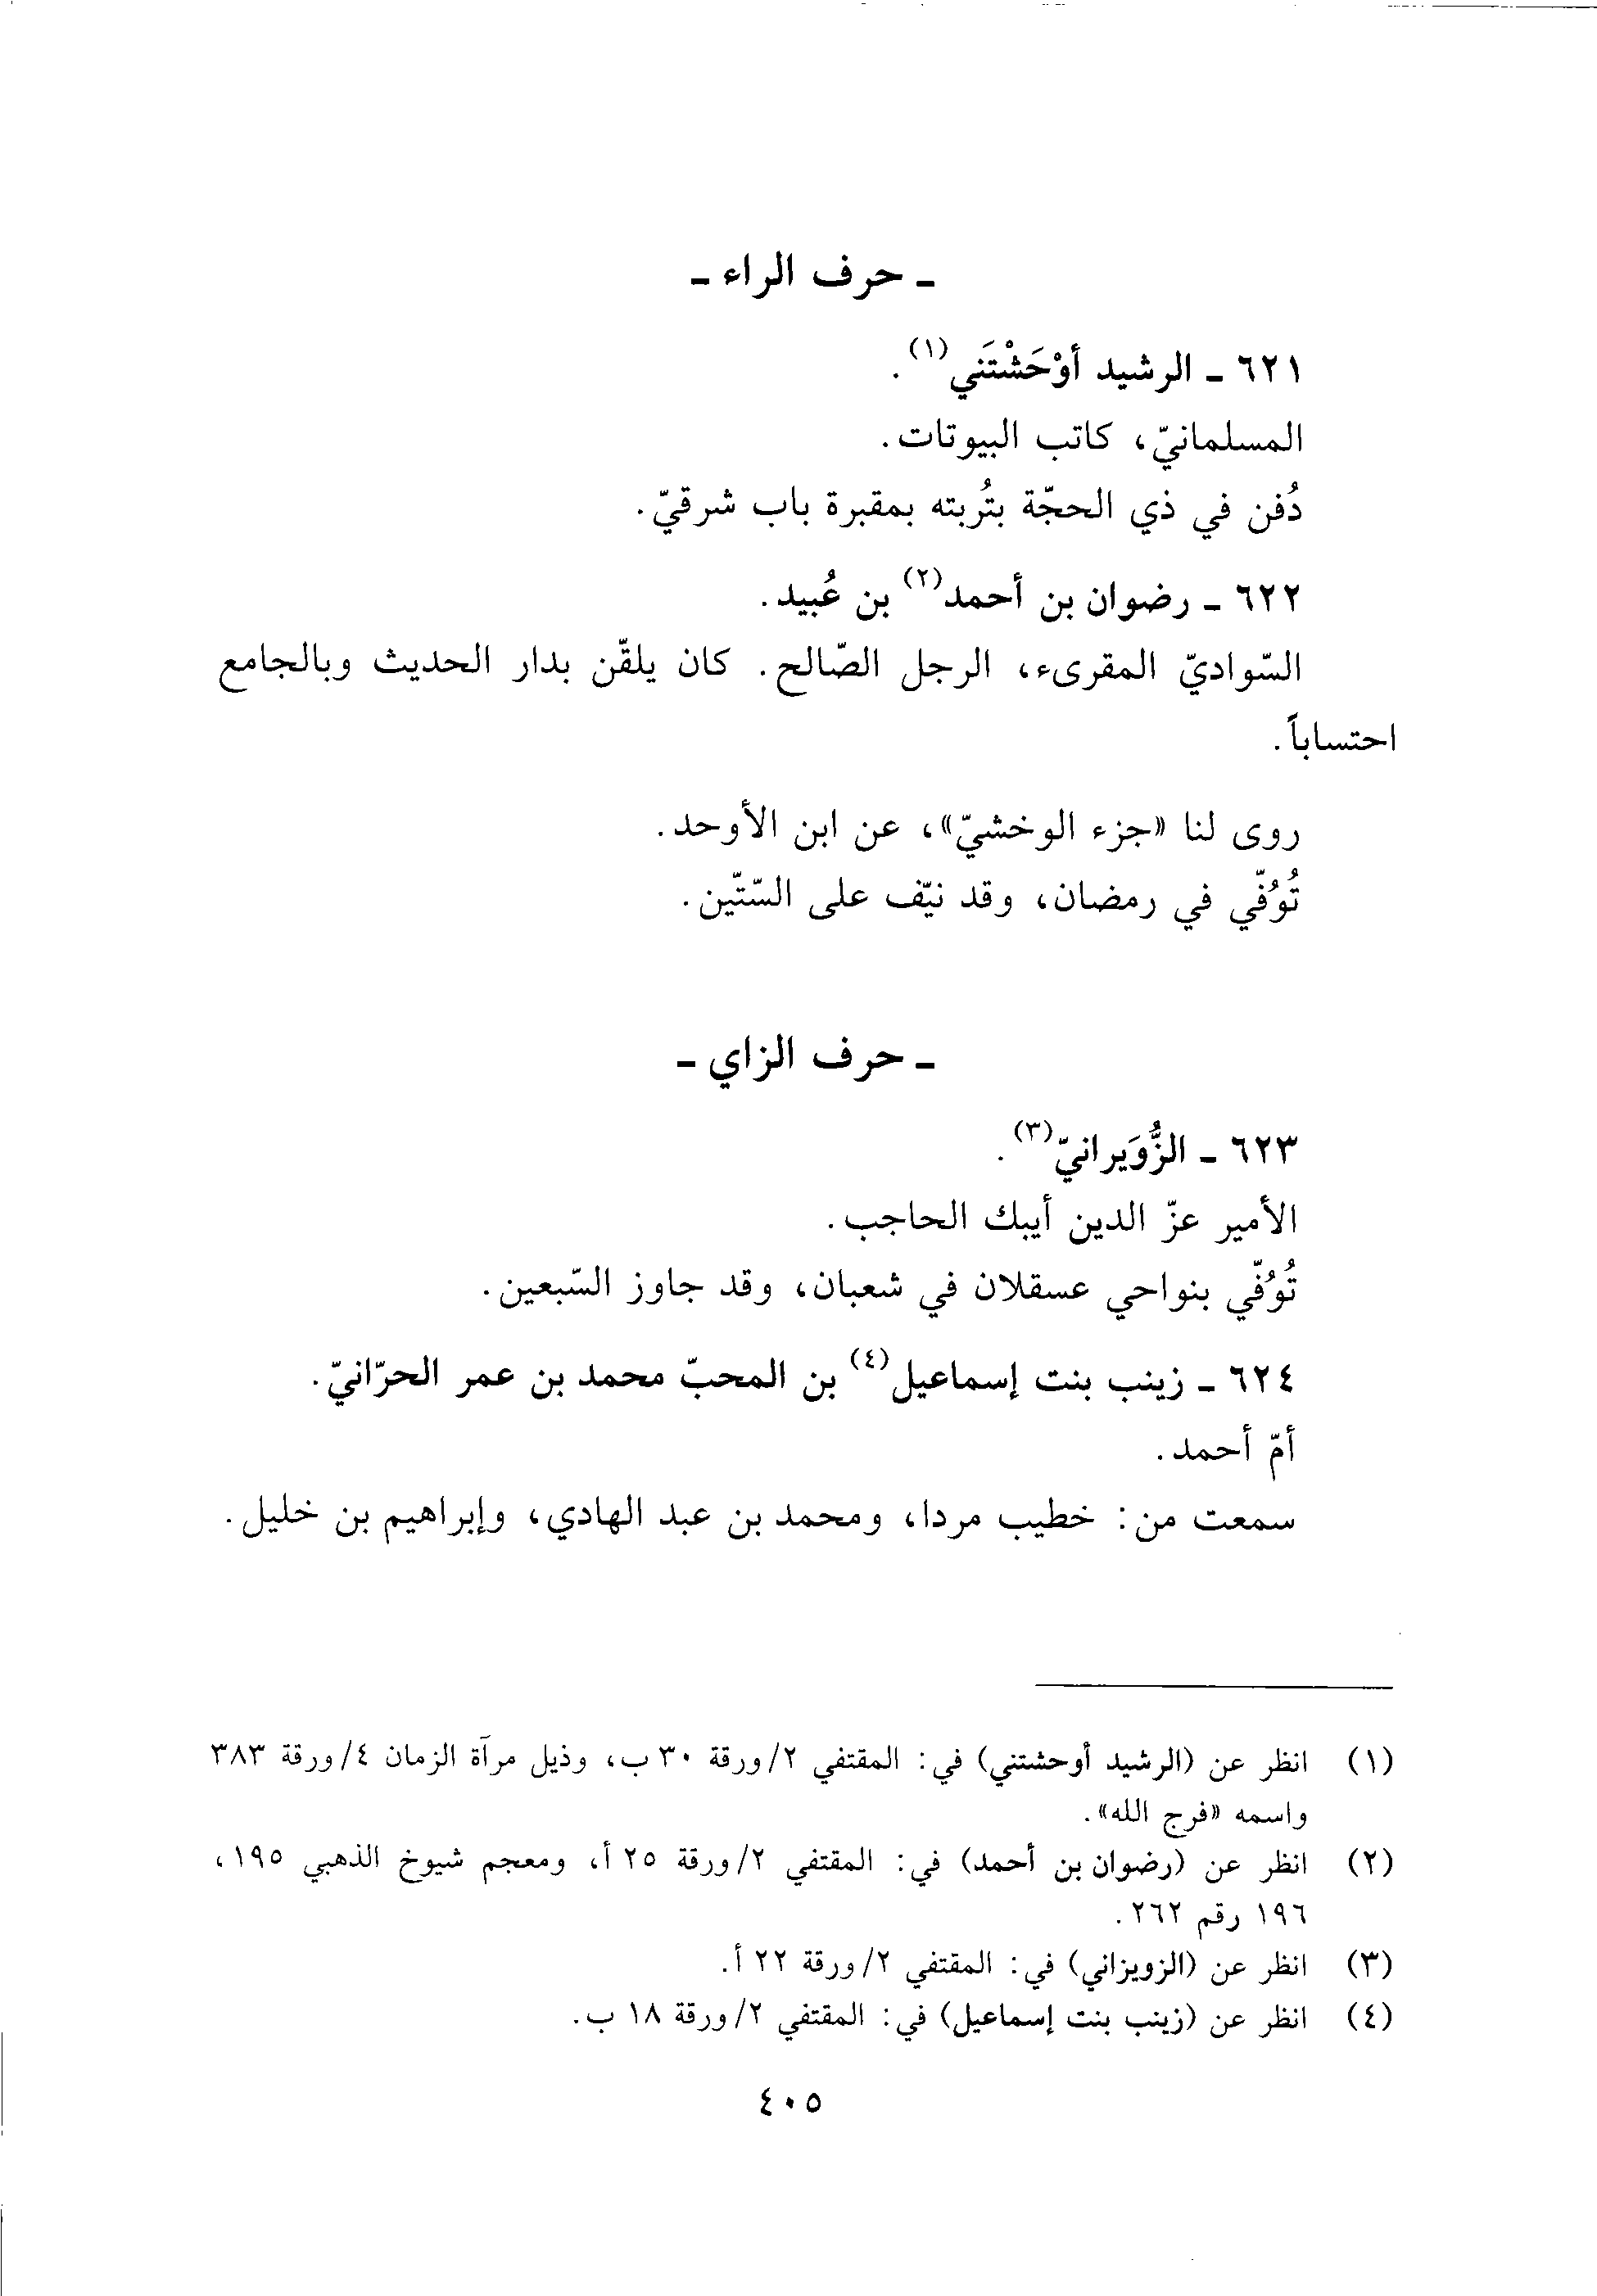 ـ حرف الراء ـ
٦٢١ ـ الرشيد أوْحَشْتَني(١).
المسلمانيّ، كاتب البيوتات.
دُفن في ذي الحجّة بتُربته بمقبرة باب شرقيّ.
٦٢٢ ـ رضوان بن أحمد(٢) بن عُبيد.
السّواديّ المقرىء، الرجل الصّالح. كان يلقّن بدار الحديث وبالجامع
احتساباً.
روى لنا «جزء الوخشيّ»، عن ابن الأوحد.
تُوُفّي في رمضان، وقد نيّف على السّتّين.
ـ حرف الزاي ـ
٦٢٣ ـ الزُّوَيرانيّ(٣).
الأمير عزّ الدين أيبك الحاجب.
تُوُفّي بنواحي عسقلان في شعبان، وقد جاوز السّبعين.
٦٢٤ ـ زينب بنت إسماعيل(٤) بن المحبّ محمد بن عمر الحرّانيّ.
أمّ أحمد.
سمعت من: خطيب مردا، ومحمد بن عبد الهادي، وإبراهيم بن خليل.
(١) انظر عن (الرشيد أوحشتني) في: المقتفي ٢/ورقة ٣٠ ب، وذيل مرآة الزمان ٤/ورقة ٣٨٣
واسمه «فرج الله».
(٢) انظر عن (رضوان بن أحمد) في: المقتفي ٢/ورقة ٢٥ أ، ومعجم شيوخ الذهبي ١٩٥،
١٩٦ رقم ٢٦٢.
(٣) انظر عن (الزويزاني) في: المقتفي ٢/ورقة ٢٢ أ.
(٤) انظر عن (زينب بنت إسماعيل) في: المقتفي ٢/ورقة ١٨ ب.
٤٠٥